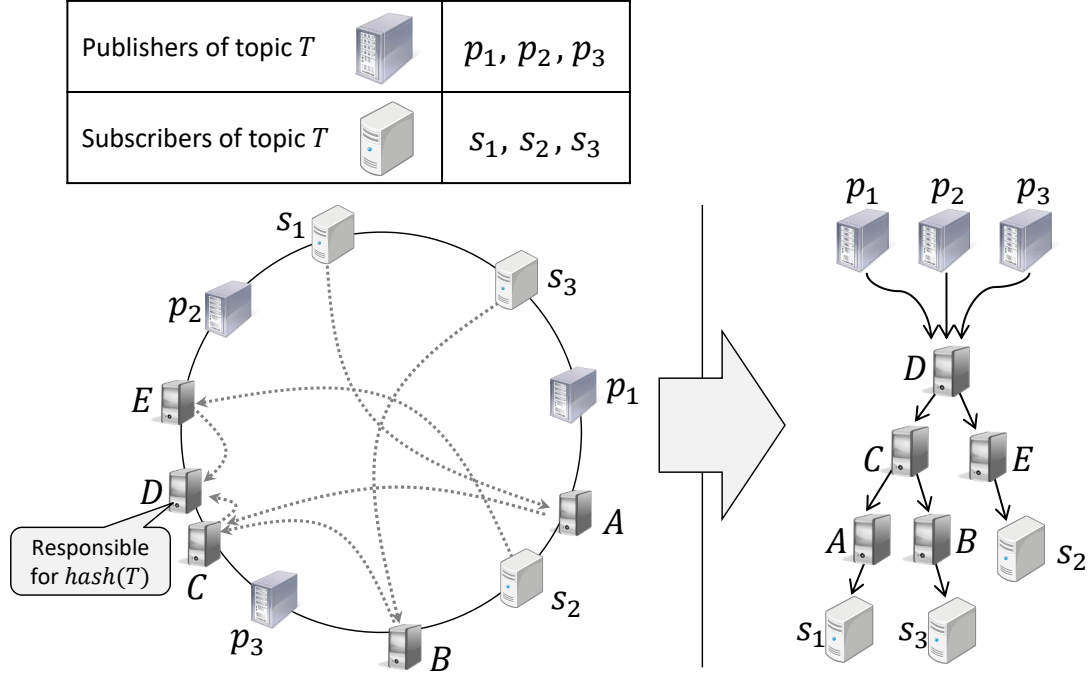 Publishers of topic T
p₁, p₂, p₃
Subscribers of topic T
s₁, s₂, s₃
s₁
s₃
p₂
p₁
E
D
A
Responsible
for hash(T)
C
s₂
p₃
B
p₁ p₂ p₃
D
C E
A B
s₂
s₁ s₃